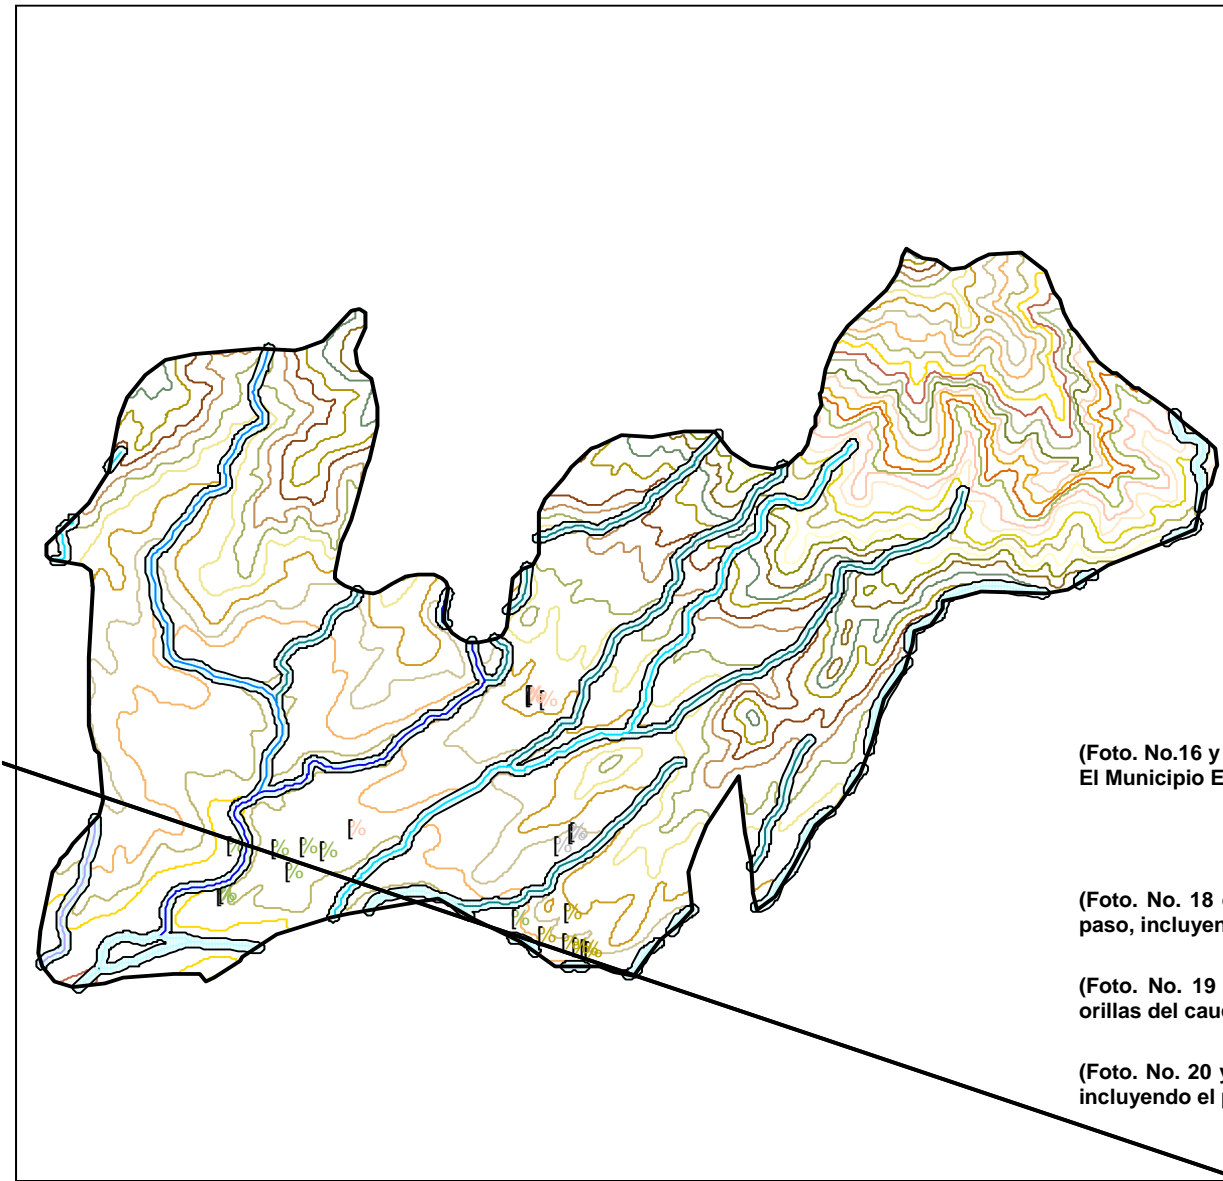 (Foto. No.16 y
El Municipio E
(Foto. No. 18
paso, incluyen
(Foto. No. 19
orillas del cau
(Foto. No. 20 y
incluyendo el